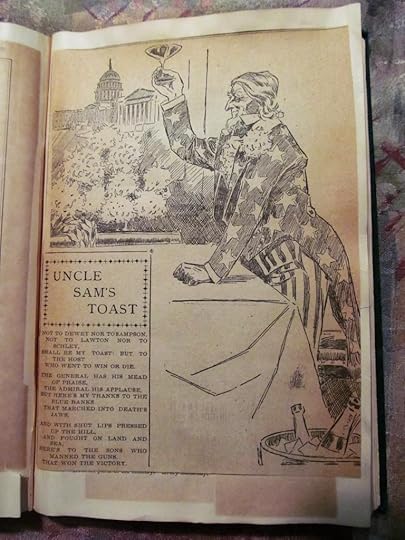 UNCLE
SAM'S
TOAST
NOT TO DEWEY NOR TO SAMPSON,
NOT TO LAWTON NOR TO
SCHLEY,
SHALL BE MY TOAST: BUT TO
THE HOST
WHO WENT TO WIN OR DIE.
THE GENERAL HAS HIS MEAD
OF PRAISE,
THE ADMIRAL HIS APPLAUSE,
BUT HERE'S MY THANKS TO THE
BLUE RANKS
THAT MARCHED INTO DEATH'S
JAWS,
AND WITH SHUT LIPS PRESSED
UP THE HILL,
AND FOUGHT ON LAND AND
SEA,
HERE'S TO THE SONS WHO
MANNED THE GUNS
THAT WON THE VICTORY.